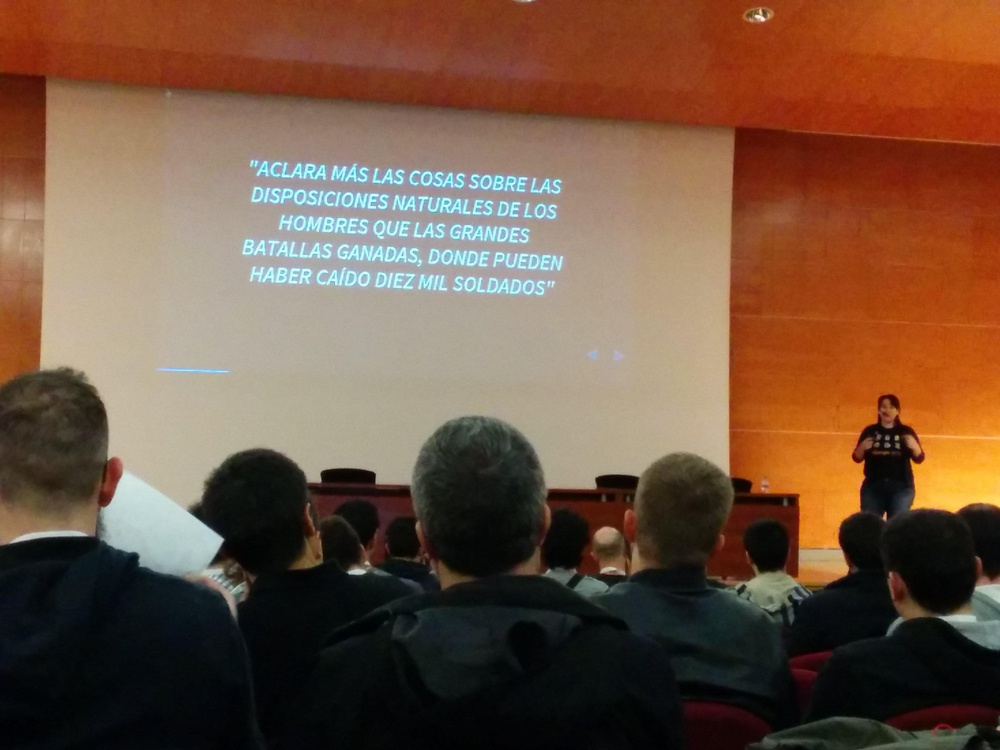 "ACLARA MÁS LAS COSAS SOBRE LAS
DISPOSICIONES NATURALES DE LOS
HOMBRES QUE LAS GRANDES
BATALLAS GANADAS, DONDE PUEDEN
HABER CAÍDO DIEZ MIL SOLDADOS"